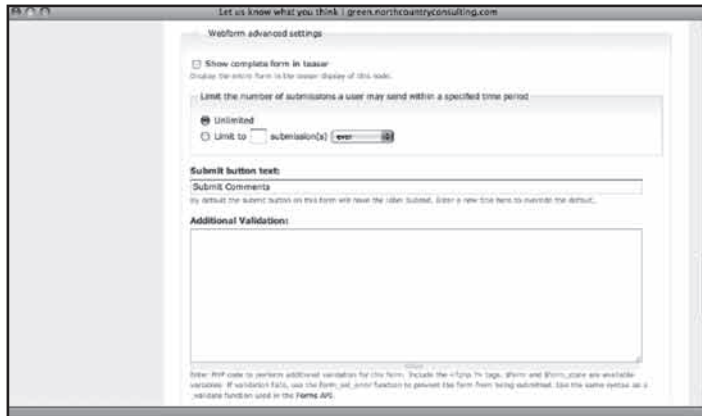 Let us know what you think | green.northcountryconsulting.com
Webform advanced settings
Show complete form in teaser
Display the entire form in the teaser display of this node.
Limit the number of submissions a user may send within a specified time period
Unlimited
Limit to submission(s) ever
Submit button text:
Submit Comments
By default the submit button on this form will have the label Submit. Enter a new title here to override the default.
Additional Validation:
Enter PHP code to perform additional validation for this form. Include the <?php ?> tags. $form and $form_state are available
variables. If validation fails, use the form_set_error function to prevent the form from being submitted. Use the same syntax as a
_validate function used in the Forms API.